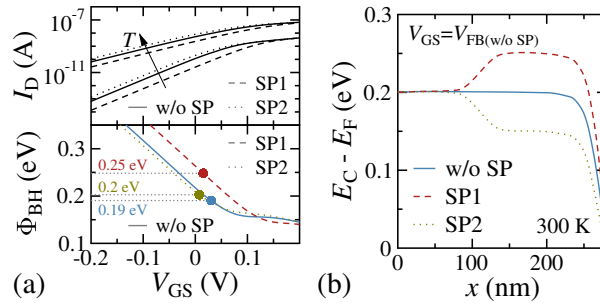 10⁻⁷
10⁻¹¹
I_D (A)
T
SP1
w/o SP
SP2
0.3
0.2
0.1
Φ_BH (eV)
SP1
SP2
0.25 eV
0.2 eV
0.19 eV
w/o SP
-0.2
-0.1
0.0
0.1
(a)
V_GS (V)
0.3
0.2
0.1
0.0
E_C - E_F (eV)
V_GS=V_FB(w/o SP)
w/o SP
SP1
SP2
300 K
0
100
200
(b)
x (nm)